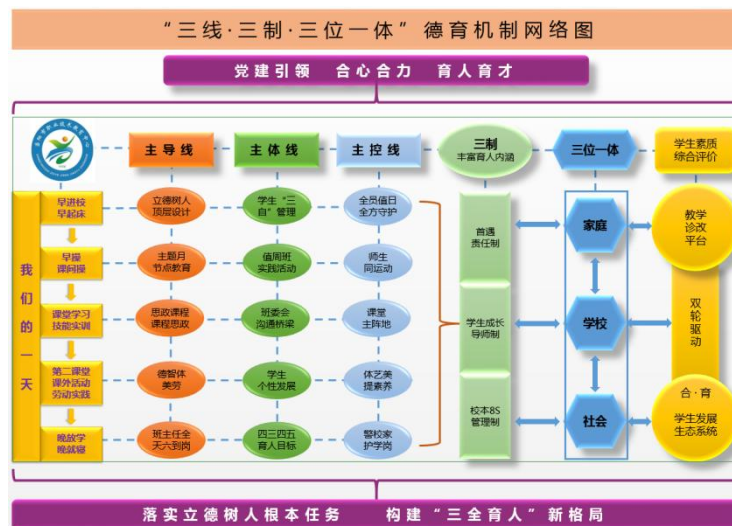 “三线·三制·三位一体”德育机制网络图
党建引领 合心合力 育人育才
主导线
主体线
主控线
三制
丰富育人内涵
三位一体
学生素质
综合评价
我们的一天
早进校
早起床
立德树人
顶层设计
学生“三
自”管理
全员值日
全方守护
首遇
责任制
家庭
教学
诊改
平台
早操
课间操
主题月
节点教育
值周班
实践活动
师生
同运动
课堂学习
技能实训
思政课程
课程思政
班委会
沟通桥梁
课堂
主阵地
学生成长
导师制
学校
双轮
驱动
第二课堂
课外活动
劳动实践
德智体
美劳
学生
个性发展
体艺美
提素养
校本8S
管理制
社会
合·育
学生发展
生态系统
晚放学
晚就寝
班主任全
天六到岗
四三四五
育人目标
警校家
护学岗
落实立德树人根本任务 构建“三全育人”新格局